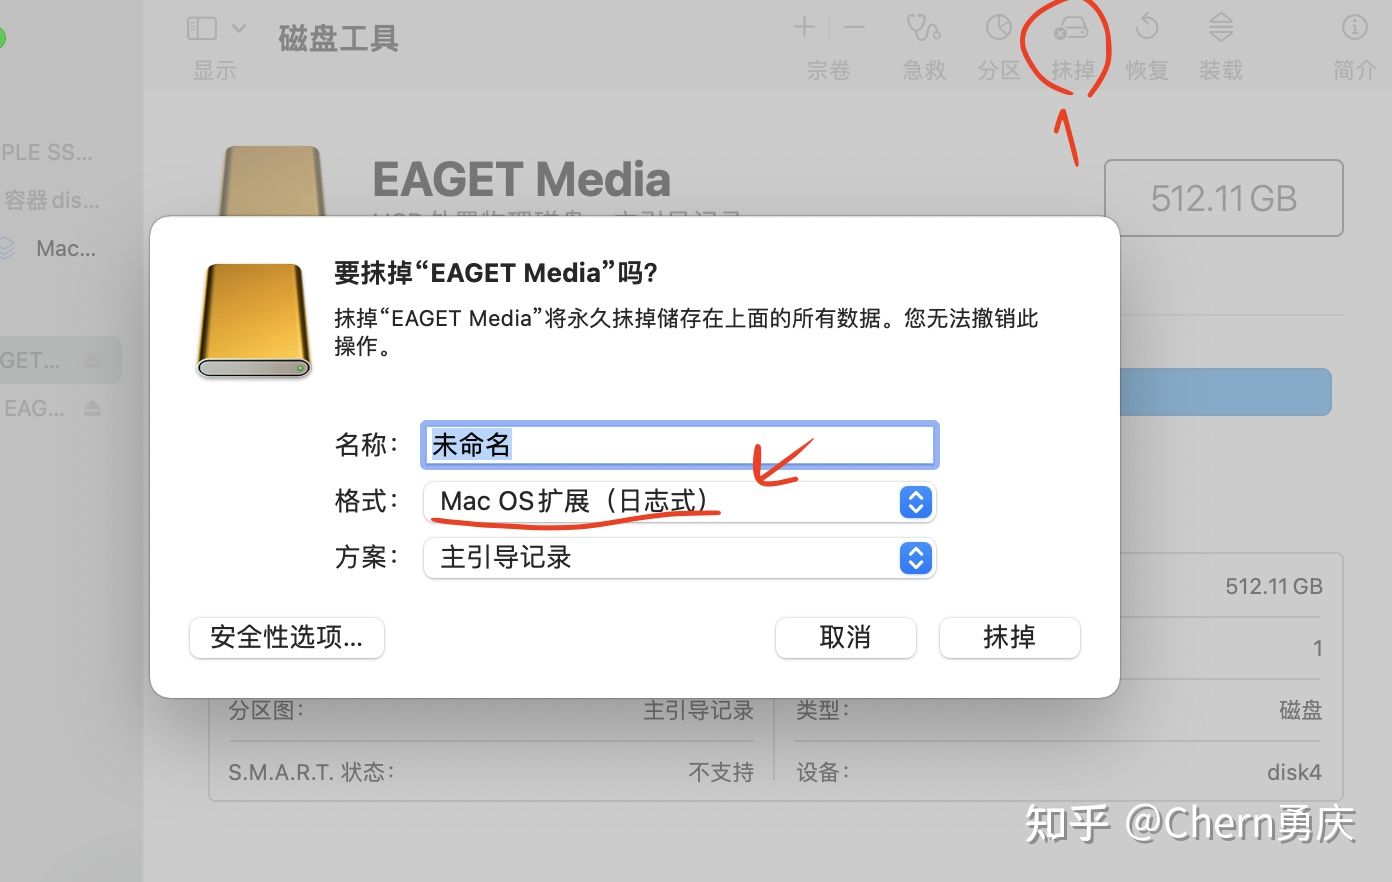 磁盘工具
显示
宗卷
急救
分区
抹掉
恢复
装载
简介
1
PLE SS...
容器 dis...
Mac...
GET...
EAG...
EAGET Media
512.11 GB
要抹掉“EAGET Media”吗?
抹掉“EAGET Media”将永久抹掉储存在上面的所有数据。您无法撤销此
操作。
名称:
未命名
格式:
Mac OS扩展（日志式）
方案:
主引导记录
安全性选项...
取消
抹掉
512.11 GB
1
分区图:
主引导记录
类型:
磁盘
S.M.A.R.T. 状态:
不支持
设备:
disk4
知乎 @Chern勇庆